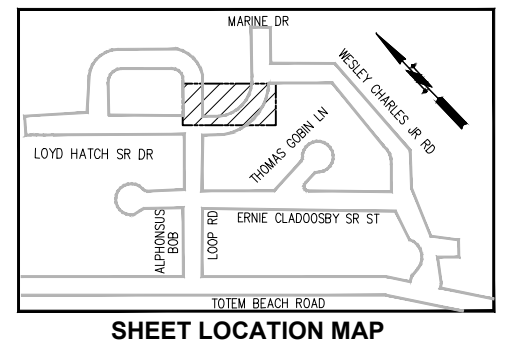 MARINE DR
WESLEY CHARLES JR RD
THOMAS GOBIN LN
LOYD HATCH SR DR
ALPHONSUS
BOB
LOOP RD
ERNIE CLADOOSBY SR ST
TOTEM BEACH ROAD
SHEET LOCATION MAP